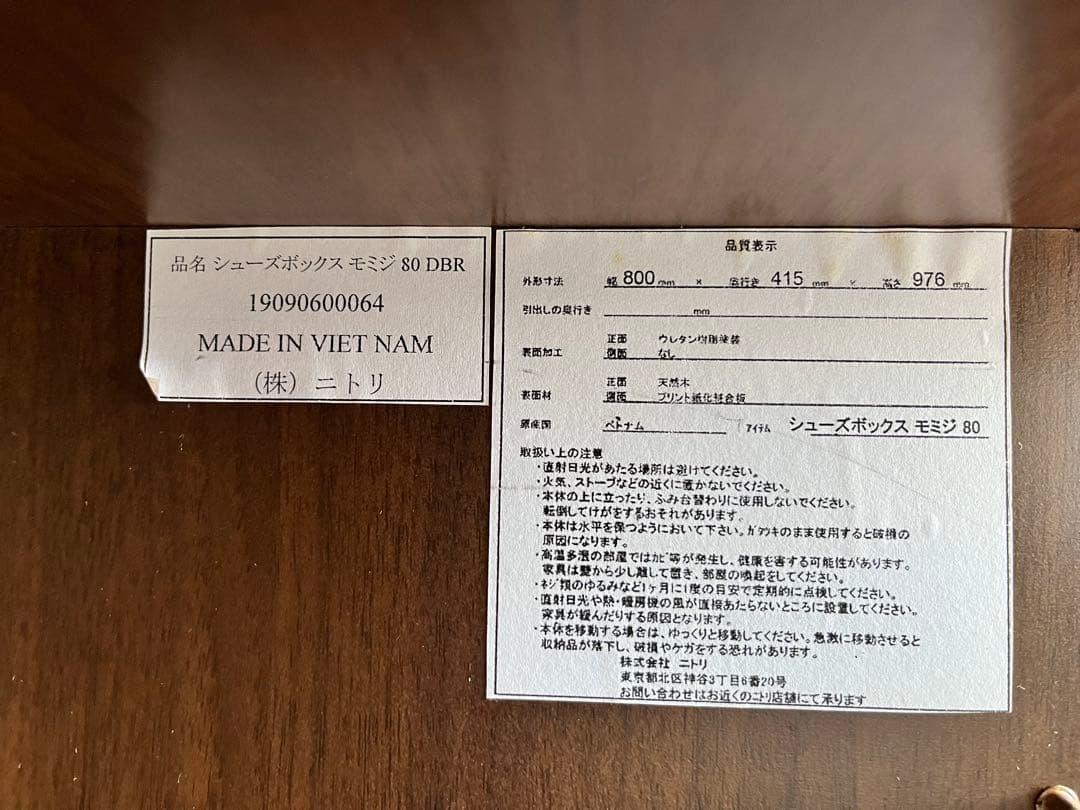 品名 シューズボックス モミジ 80 DBR
19090600064
MADE IN VIET NAM
（株）ニトリ
品質表示
外形寸法 幅 800 mm × 奥行き 415 mm × 高さ 976 mm
引出しの奥行き mm
表面加工 正面 ウレタン樹脂塗装
側面 なし
表面材 正面 天然木
側面 プリント紙化粧合板
原産国 ベトナム アイテム シューズボックス モミジ 80
取扱い上の注意
・直射日光があたる場所は避けてください。
・火気、ストーブなどの近くに置かないでください。
・本体の上に立ったり、ふみ台替わりに使用しないでください。
転倒してけがをするおそれがあります。
・本体は水平を保つようにおいて下さい。ガタツキのまま使用すると破損の
原因になります。
・高温多湿の部屋ではカビ等が発生し、健康を害する可能性があります。
家具は壁から少し離して置き、部屋の喚起をしてください。
・ネジ類のゆるみなど1ヶ月に1度の目安で定期的に点検してください。
・直射日光や熱・暖房機の風が直接あたらないところに設置してください。
家具が緩んだりする原因となります。
・本体を移動する場合は、ゆっくりと移動してください。急激に移動させると
収納品が落下し、破損やケガをする恐れがあります。
株式会社 ニトリ
東京都北区神谷3丁目6番20号
お問い合わせはお近くのニトリ店舗にて承ります